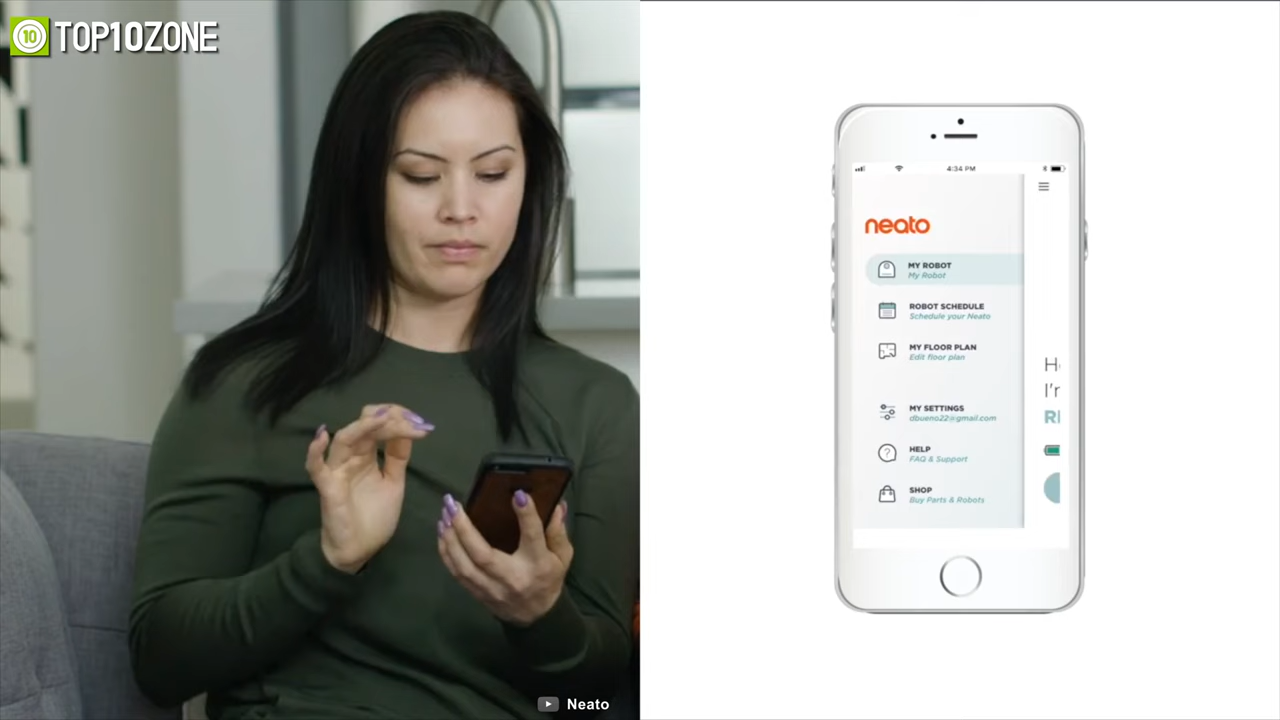 10 TOP10ZONE
Neato
4:34 PM
neato
MY ROBOT
My Robot
ROBOT SCHEDULE
Schedule your Neato
MY FLOOR PLAN
Edit floor plan
MY SETTINGS
dbueno22@gmail.com
HELP
FAQ & Support
SHOP
Buy Parts & Robots
I'r